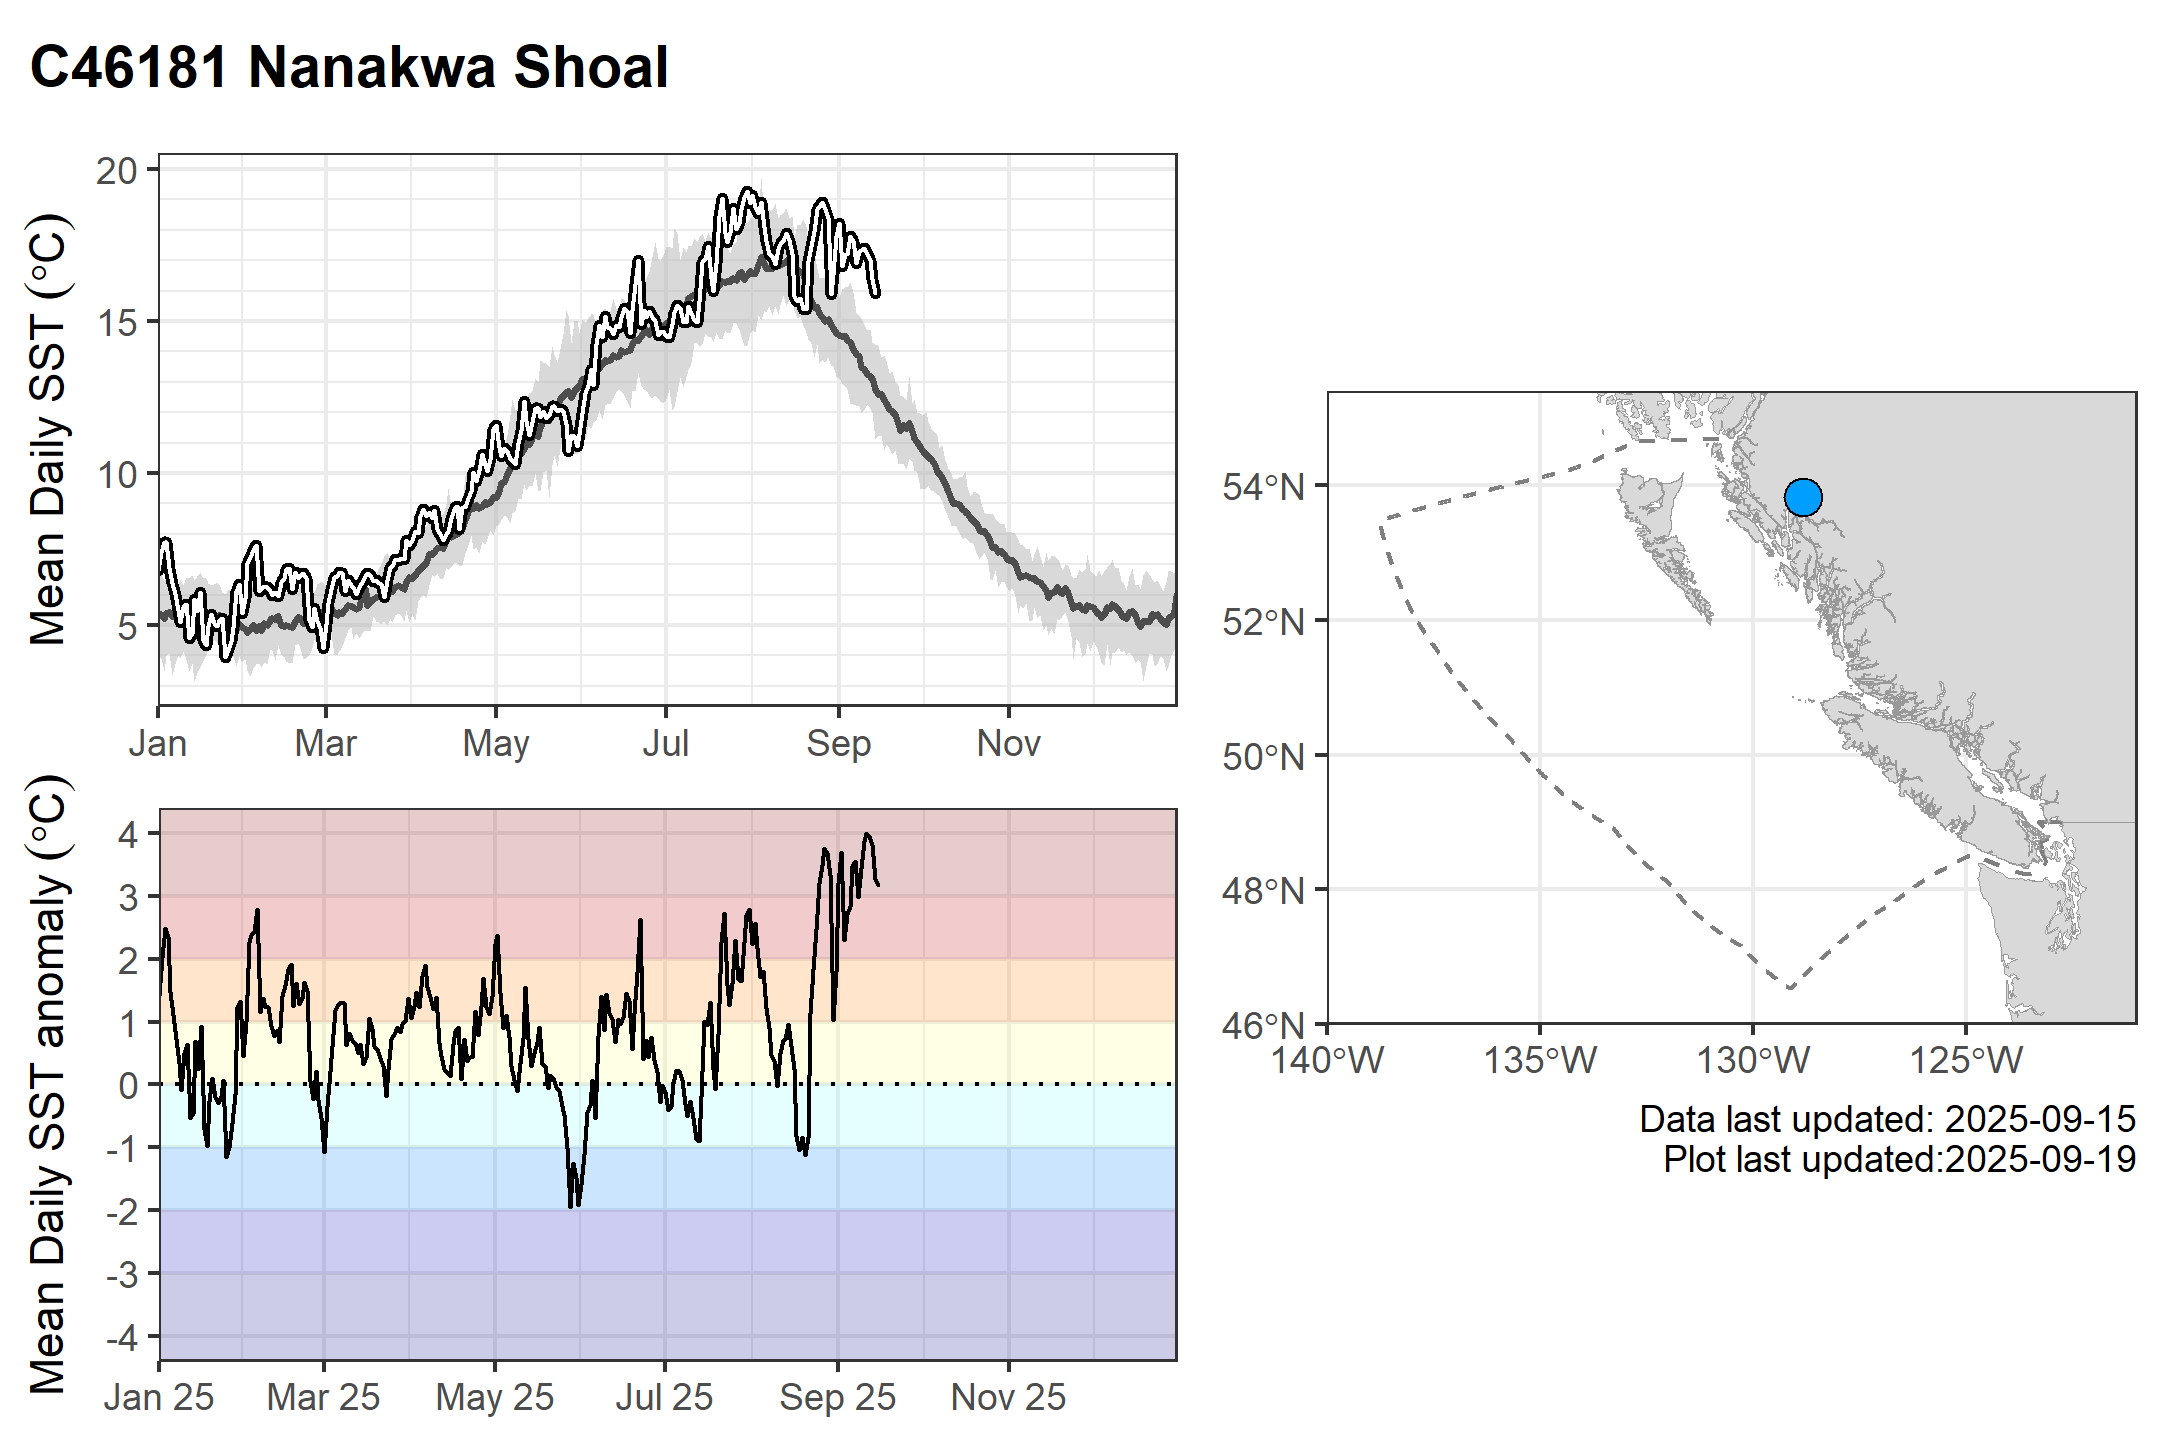 C46181 Nanakwa Shoal
Mean Daily SST (°C)
20
15
10
5
Jan Mar May Jul Sep Nov
Mean Daily SST anomaly (°C)
4
3
2
1
0
-1
-2
-3
-4
Jan 25 Mar 25 May 25 Jul 25 Sep 25 Nov 25
54°N
52°N
50°N
48°N
46°N
140°W 135°W 130°W 125°W
Data last updated: 2025-09-15
Plot last updated:2025-09-19